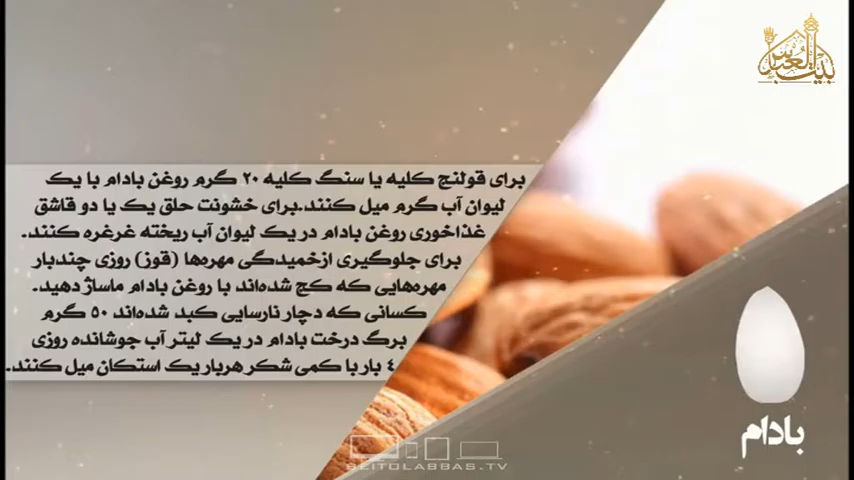 بیت العباس
برای قولنج کلیه یا سنگ کلیه ۲۰ گرم روغن بادام با یک
لیوان آب گرم میل کنند.برای خشونت حلق یک یا دو قاشق
غذاخوری روغن بادام در یک لیوان آب ریخته غرغره کنند.
برای جلوگیری ازخمیدگی مهره‌ها (قوز) روزی چندبار
مهره‌هایی که کج شده‌اند با روغن بادام ماساژ دهید.
کسانی که دچار نارسایی کبد شده‌اند ۵۰ گرم
برگ درخت بادام در یک لیتر آب جوشانده روزی
٤ بار با کمی شکر هربار یک استکان میل کنند.
بادام
BEITOLABBAS.TV